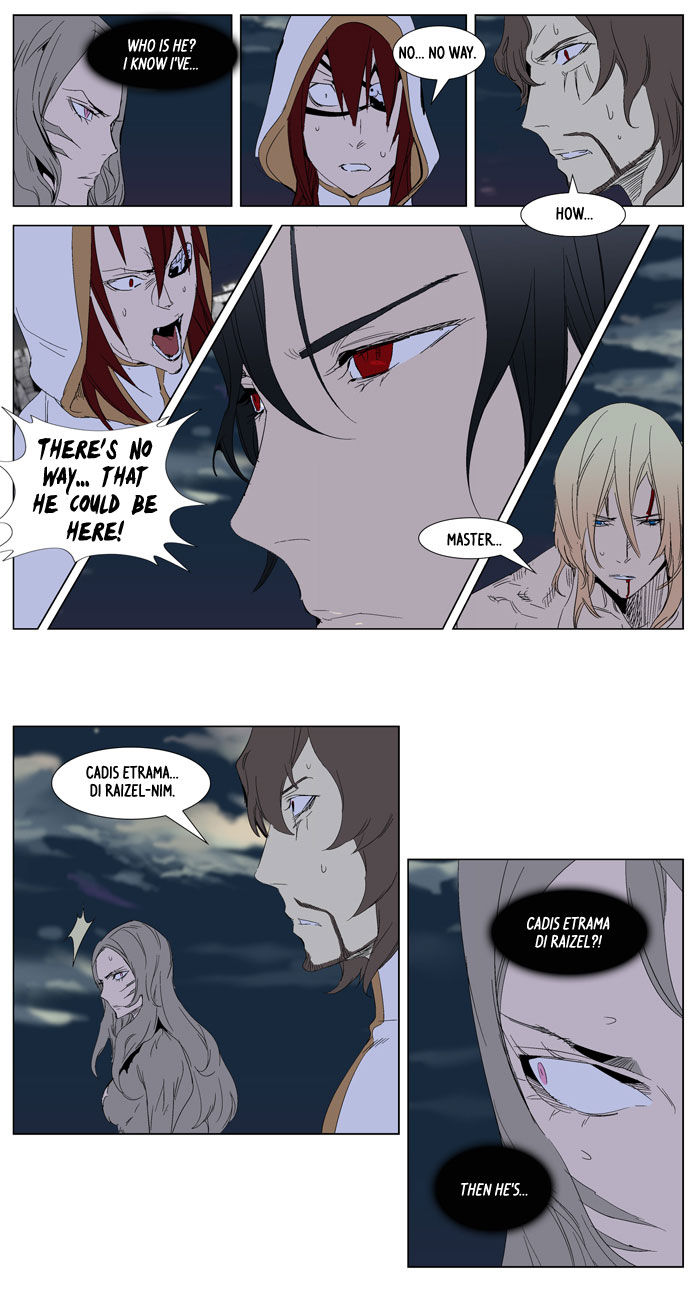 WHO IS HE?
I KNOW I'VE...
NO... NO WAY.
HOW...
THERE'S NO
WAY... THAT
HE COULD BE
HERE!
MASTER...
CADIS ETRAMA...
DI RAIZEL-NIM.
CADIS ETRAMA
DI RAIZEL?!
THEN HE'S...